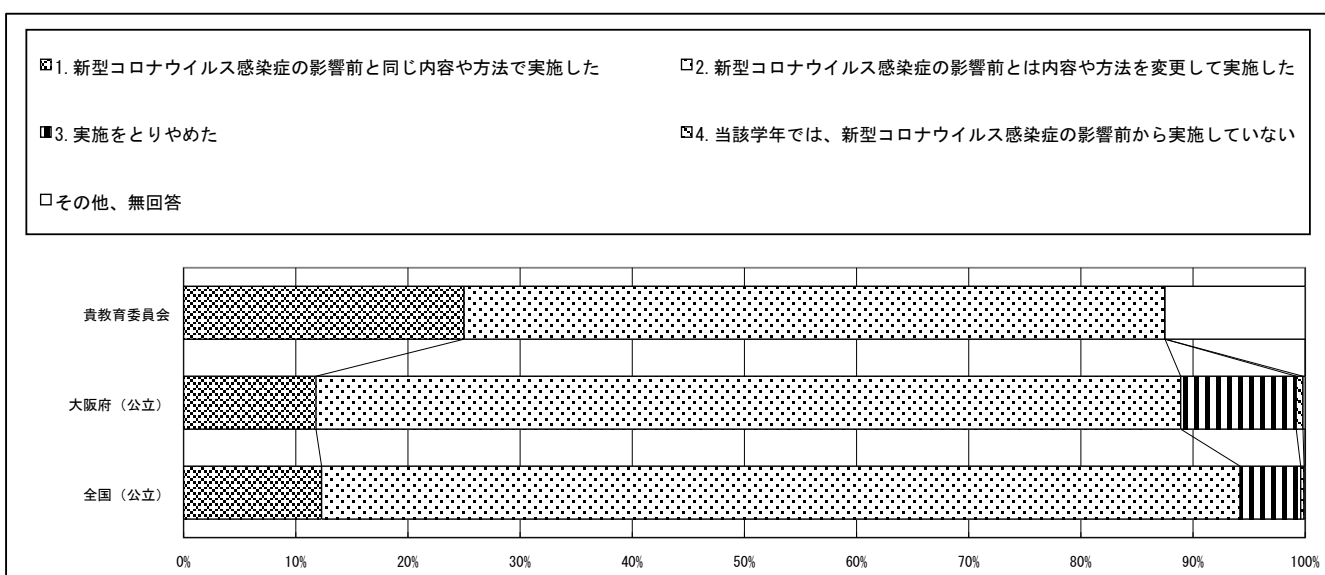 1. 新型コロナウイルス感染症の影響前と同じ内容や方法で実施した
2. 新型コロナウイルス感染症の影響前とは内容や方法を変更して実施した
3. 実施をとりやめた
4. 当該学年では、新型コロナウイルス感染症の影響前から実施していない
その他、無回答
貴教育委員会
大阪府（公立）
全国（公立）
0% 10% 20% 30% 40% 50% 60% 70% 80% 90% 100%